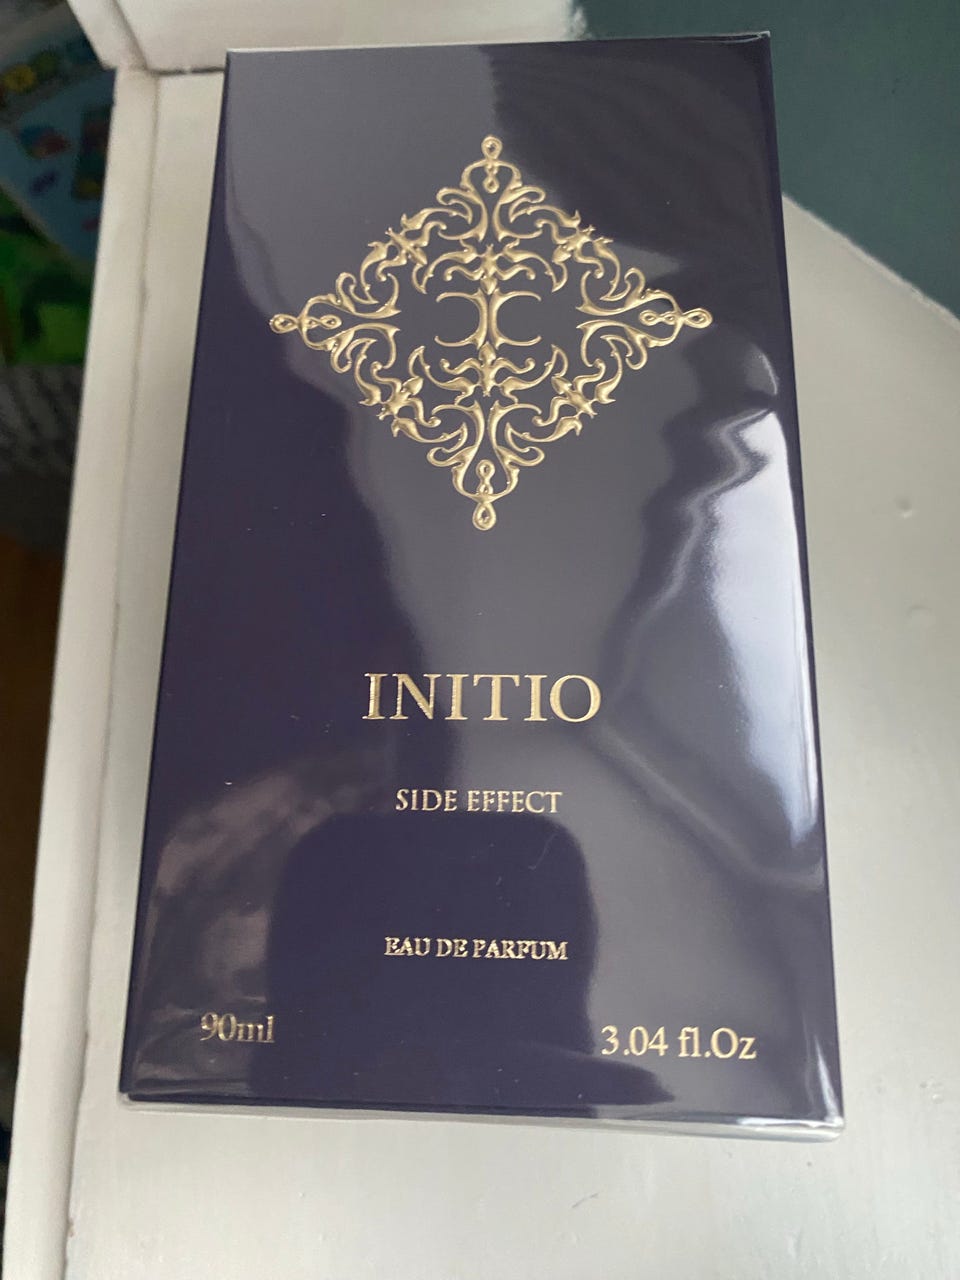 INITIO
SIDE EFFECT
EAU DE PARFUM
90ml 3.04 fl.Oz